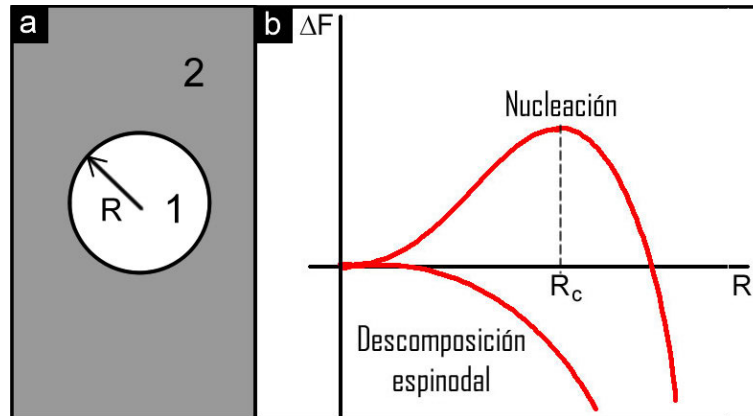 a
2
R
1
b
ΔF
Nucleación
R_c
R
Descomposición
espinodal